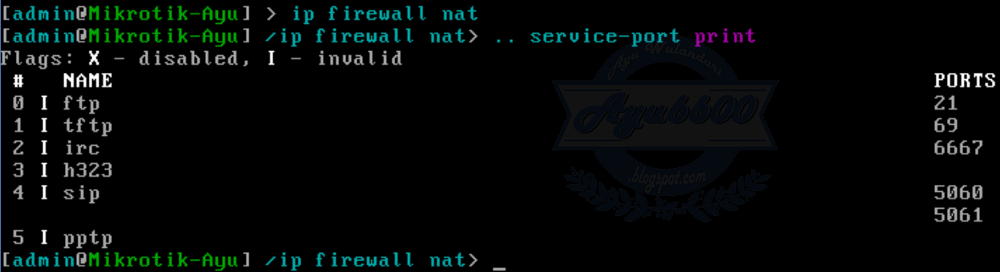 [admin@Mikrotik-Ayu] > ip firewall nat
[admin@Mikrotik-Ayu] /ip firewall nat> .. service-port print
Flags: X - disabled, I - invalid
# NAME PORTS
0 I ftp 21
1 I tftp 69
2 I irc 6667
3 I h323
4 I sip 5060
5061
5 I pptp
[admin@Mikrotik-Ayu] /ip firewall nat> _
Ayu Wulandari
Ayu6600
.blogspot.com